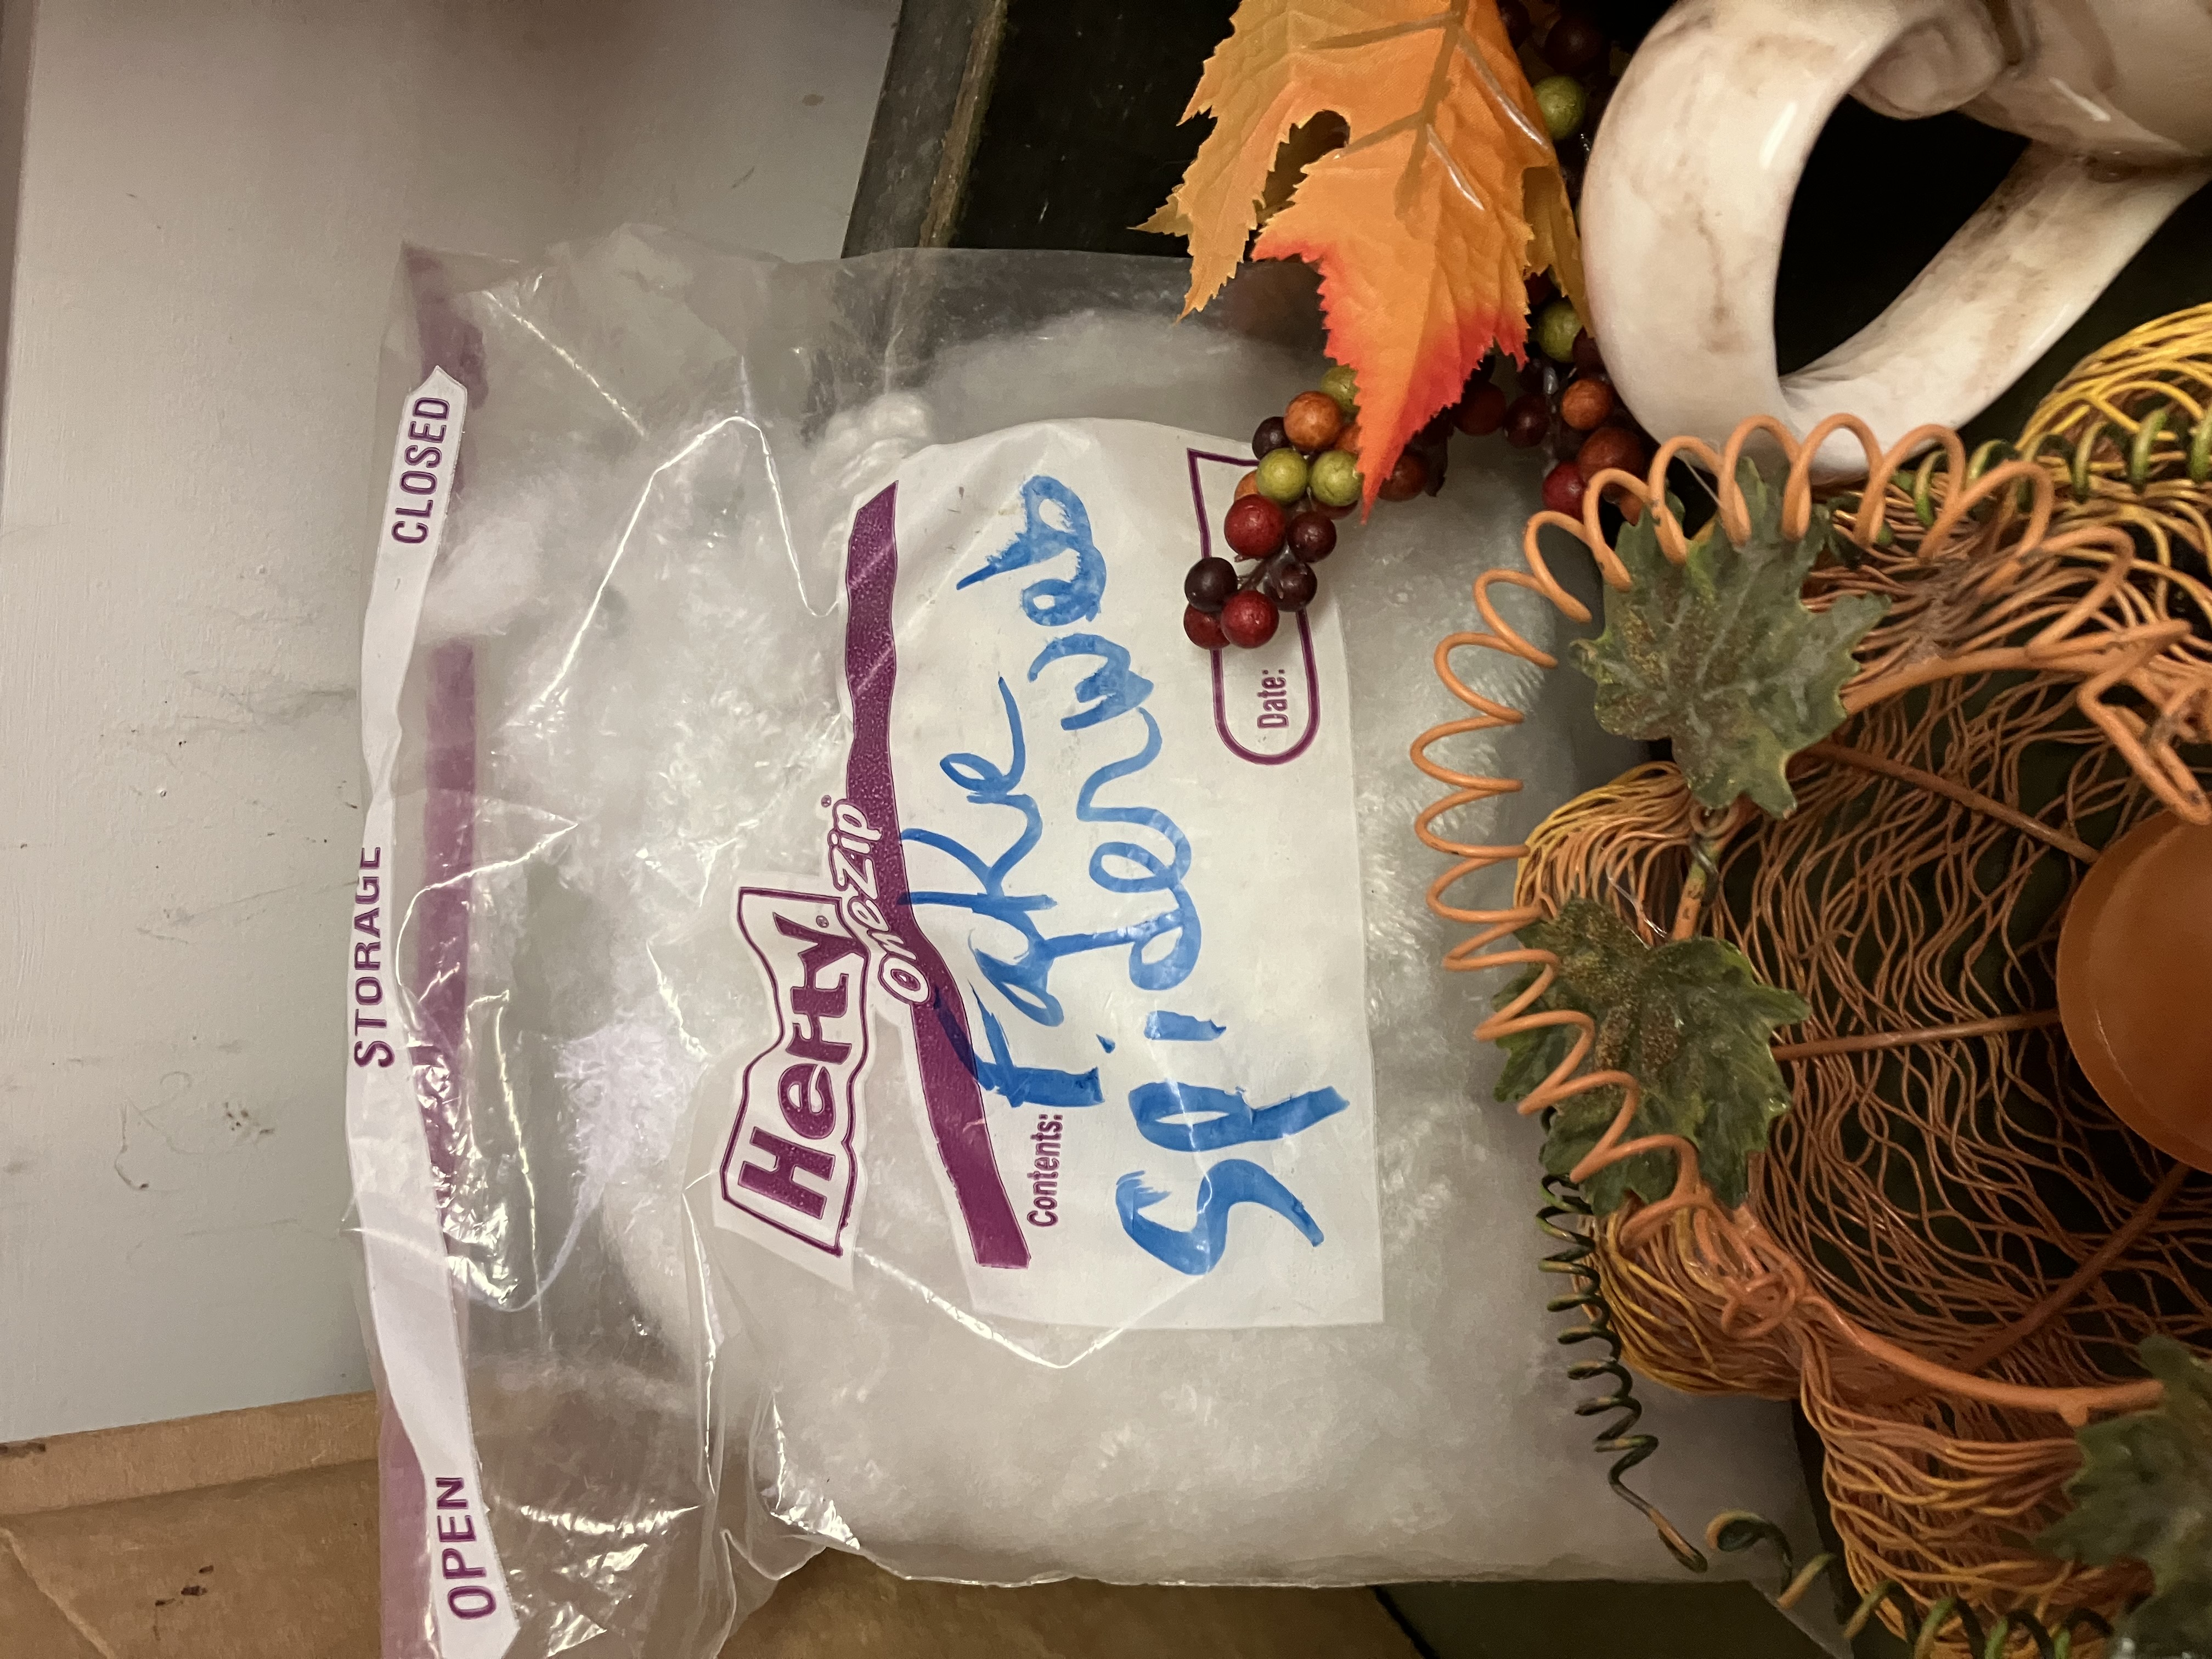 OPEN STORAGE CLOSED
Hefty®
OneZip®
Contents: Fake
Spiderweb
Date: